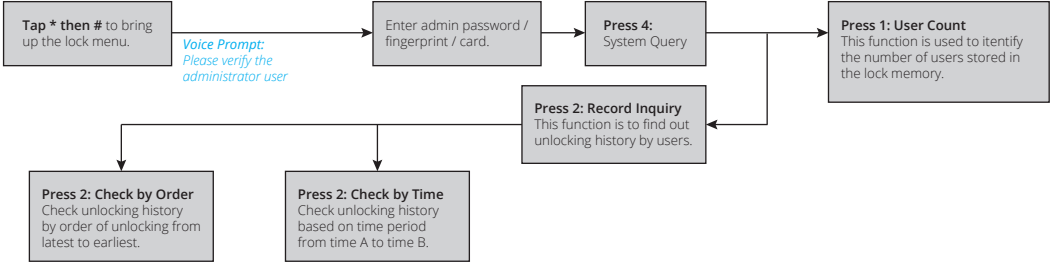 Tap * then # to bring
up the lock menu.
Voice Prompt:
Please verify the
administrator user
Enter admin password /
fingerprint / card.
Press 4:
System Query
Press 1: User Count
This function is used to itentify
the number of users stored in
the lock memory.
Press 2: Record Inquiry
This function is to find out
unlocking history by users.
Press 2: Check by Order
Check unlocking history
by order of unlocking from
latest to earliest.
Press 2: Check by Time
Check unlocking history
based on time period
from time A to time B.